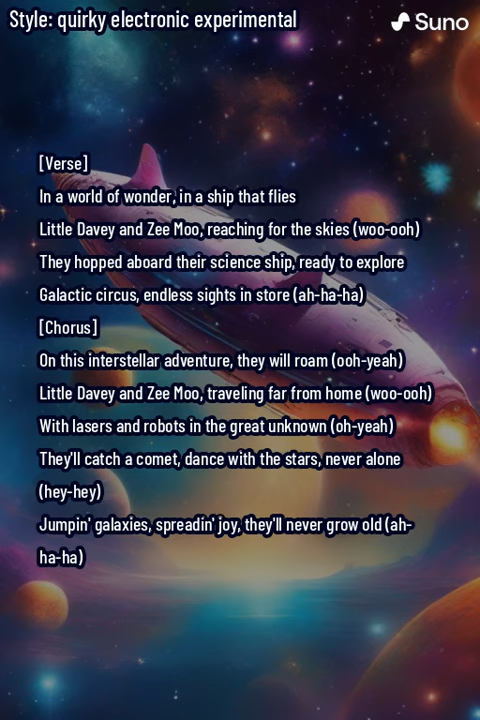 Style: quirky electronic experimental
Suno
[Verse]
In a world of wonder, in a ship that flies
Little Davey and Zee Moo, reaching for the skies (woo-ooh)
They hopped aboard their science ship, ready to explore
Galactic circus, endless sights in store (ah-ha-ha)
[Chorus]
On this interstellar adventure, they will roam (ooh-yeah)
Little Davey and Zee Moo, traveling far from home (woo-ooh)
With lasers and robots in the great unknown (oh-yeah)
They'll catch a comet, dance with the stars, never alone
(hey-hey)
Jumpin' galaxies, spreadin' joy, they'll never grow old (ah-
ha-ha)